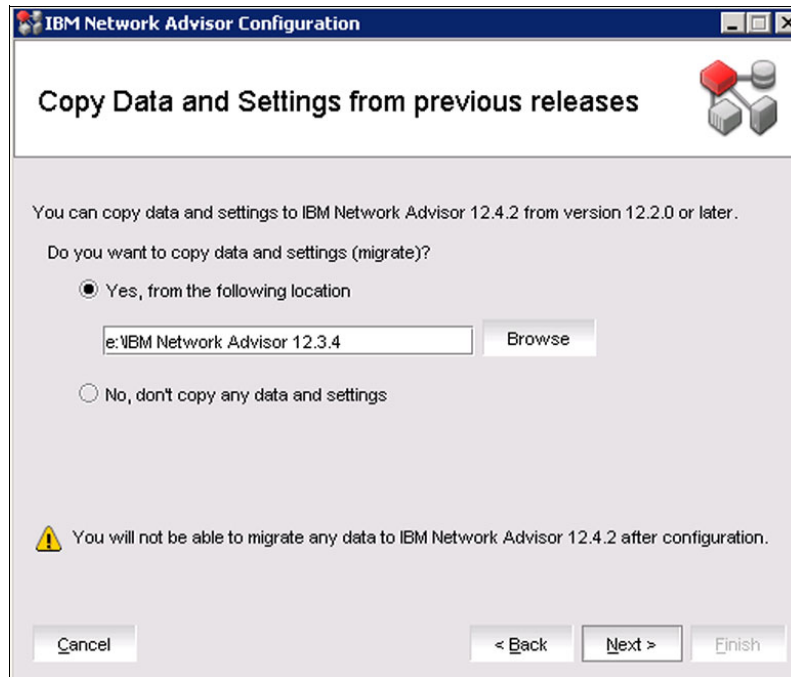 IBM Network Advisor Configuration
Copy Data and Settings from previous releases
You can copy data and settings to IBM Network Advisor 12.4.2 from version 12.2.0 or later.
Do you want to copy data and settings (migrate)?
Yes, from the following location
e:\IBM Network Advisor 12.3.4
Browse
No, don't copy any data and settings
You will not be able to migrate any data to IBM Network Advisor 12.4.2 after configuration.
Cancel
< Back
Next >
Finish